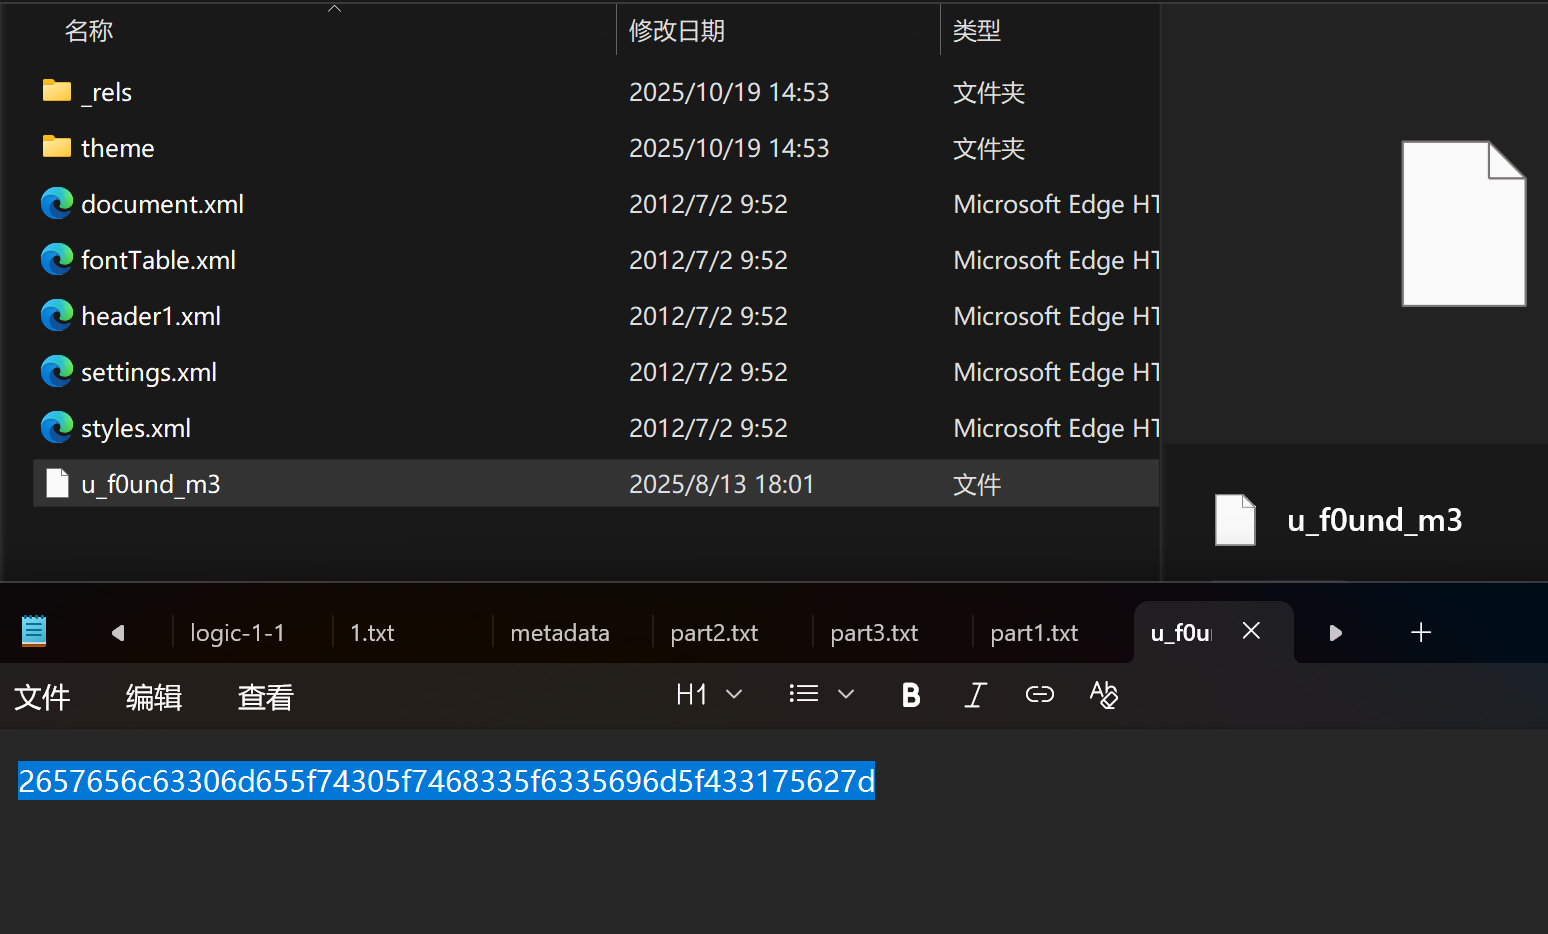 名称 修改日期 类型
_rels 2025/10/19 14:53 文件夹
theme 2025/10/19 14:53 文件夹
document.xml 2012/7/2 9:52 Microsoft Edge HT
fontTable.xml 2012/7/2 9:52 Microsoft Edge HT
header1.xml 2012/7/2 9:52 Microsoft Edge HT
settings.xml 2012/7/2 9:52 Microsoft Edge HT
styles.xml 2012/7/2 9:52 Microsoft Edge HT
u_f0und_m3 2025/8/13 18:01 文件
u_f0und_m3
logic-1-1 1.txt metadata part2.txt part3.txt part1.txt u_f0u
文件 编辑 查看 H1 B I
2657656c63306d655f74305f7468335f6335696d5f433175627d